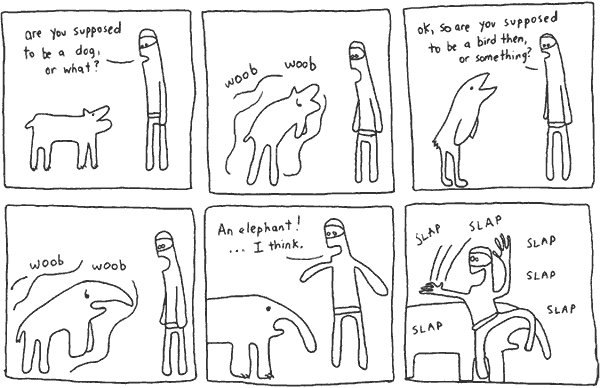 are you supposed
to be a dog,
or what?
woob
woob
ok, so are you supposed
to be a bird then,
or something?
woob
woob
An elephant!
... I think.
SLAP
SLAP
SLAP
SLAP
SLAP
SLAP